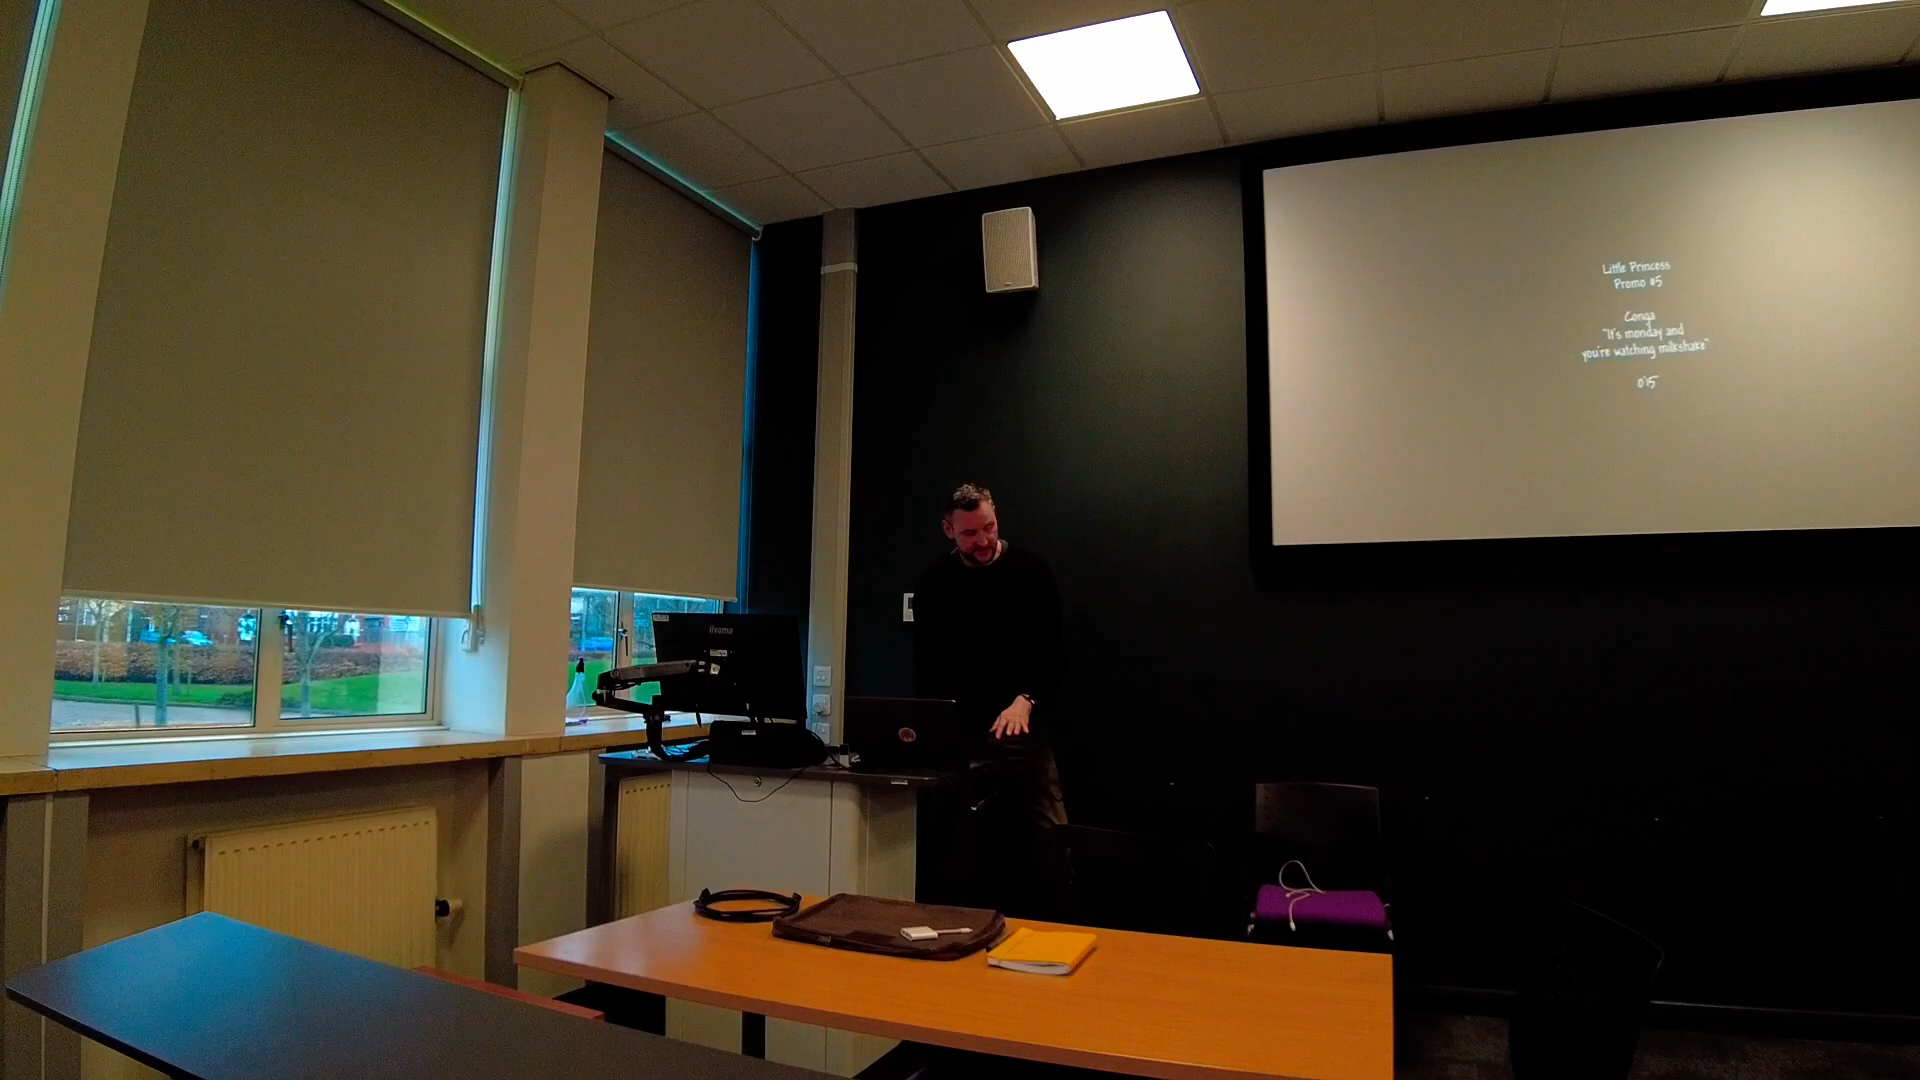 Little Princess
Promo #5
Conga
"It's monday and
you're watching milkshake"
0'15
iiyama